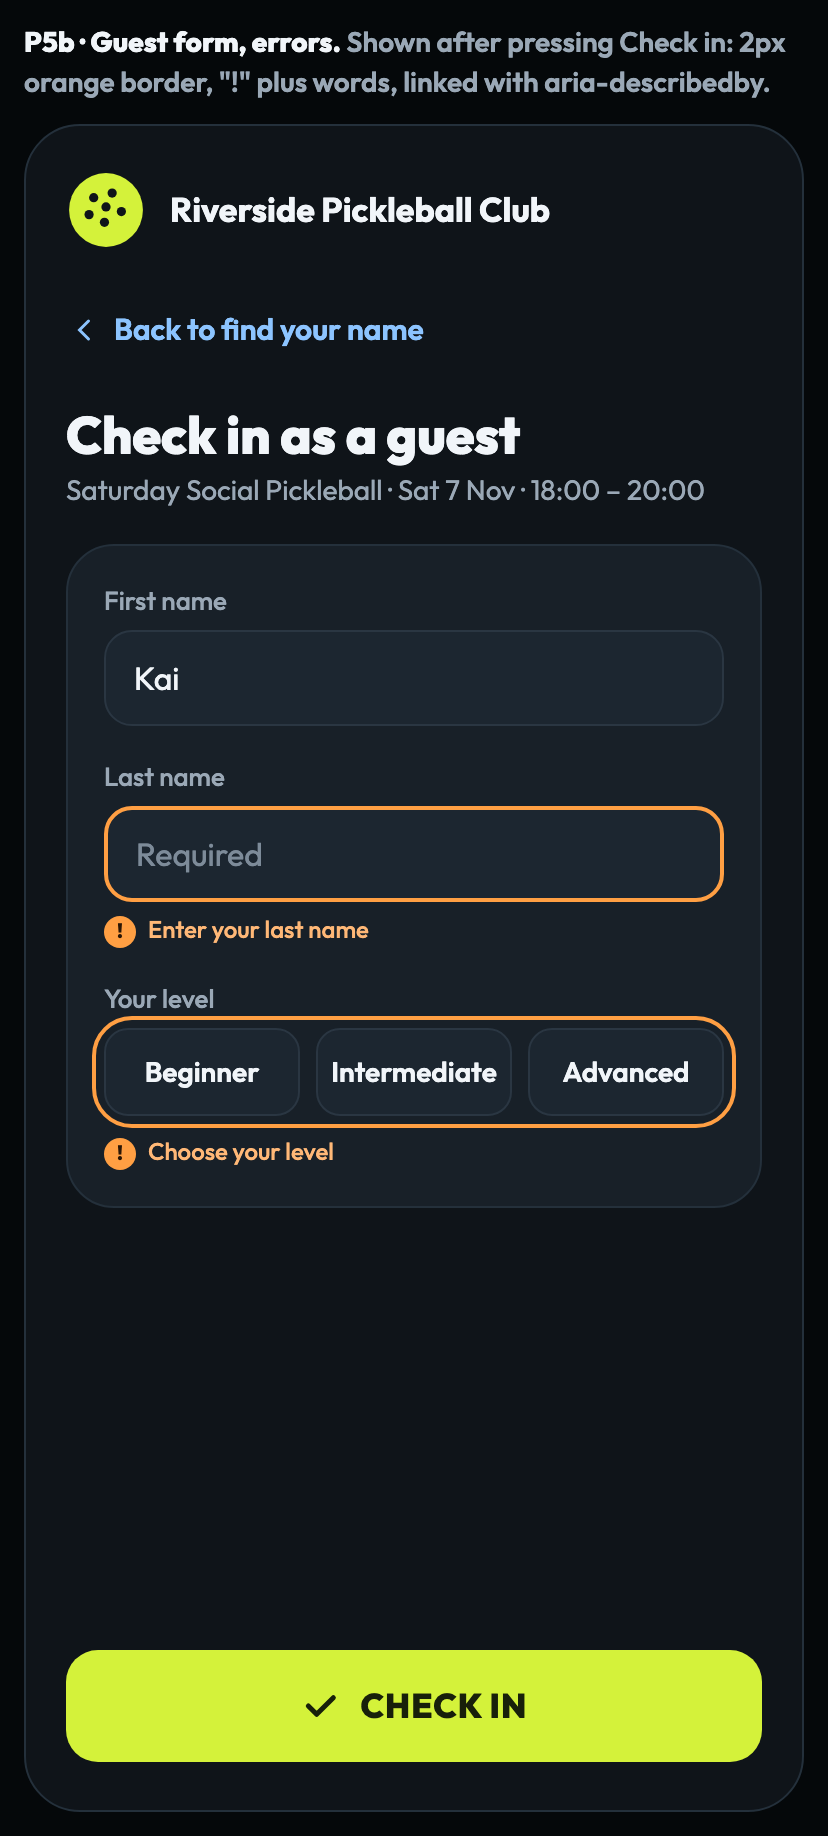 P5b · Guest form, errors. Shown after pressing Check in: 2px
orange border, "!" plus words, linked with aria-describedby.
Riverside Pickleball Club
Back to find your name
Check in as a guest
Saturday Social Pickleball · Sat 7 Nov · 18:00 – 20:00
First name
Kai
Last name
Required
! Enter your last name
Your level
Beginner Intermediate Advanced
! Choose your level
CHECK IN